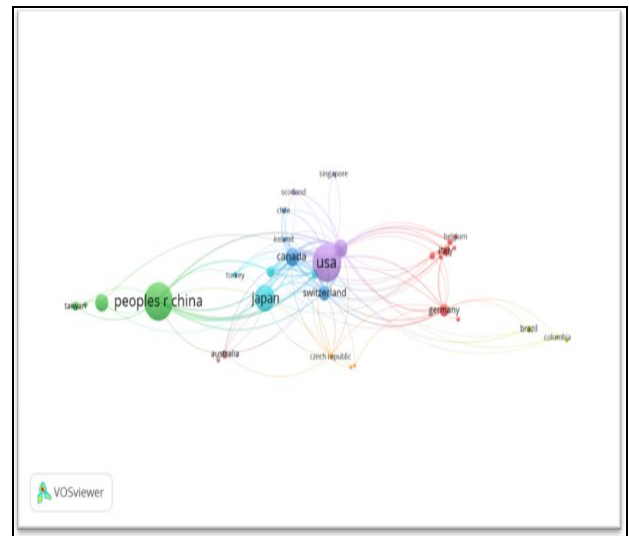 singapore
scotland
chile
belgium
iceland
italy
canada
usa
turkey
switzerland
japan
peoples r china
taiwan
germany
brazil
colombia
australia
czech republic
VOSviewer